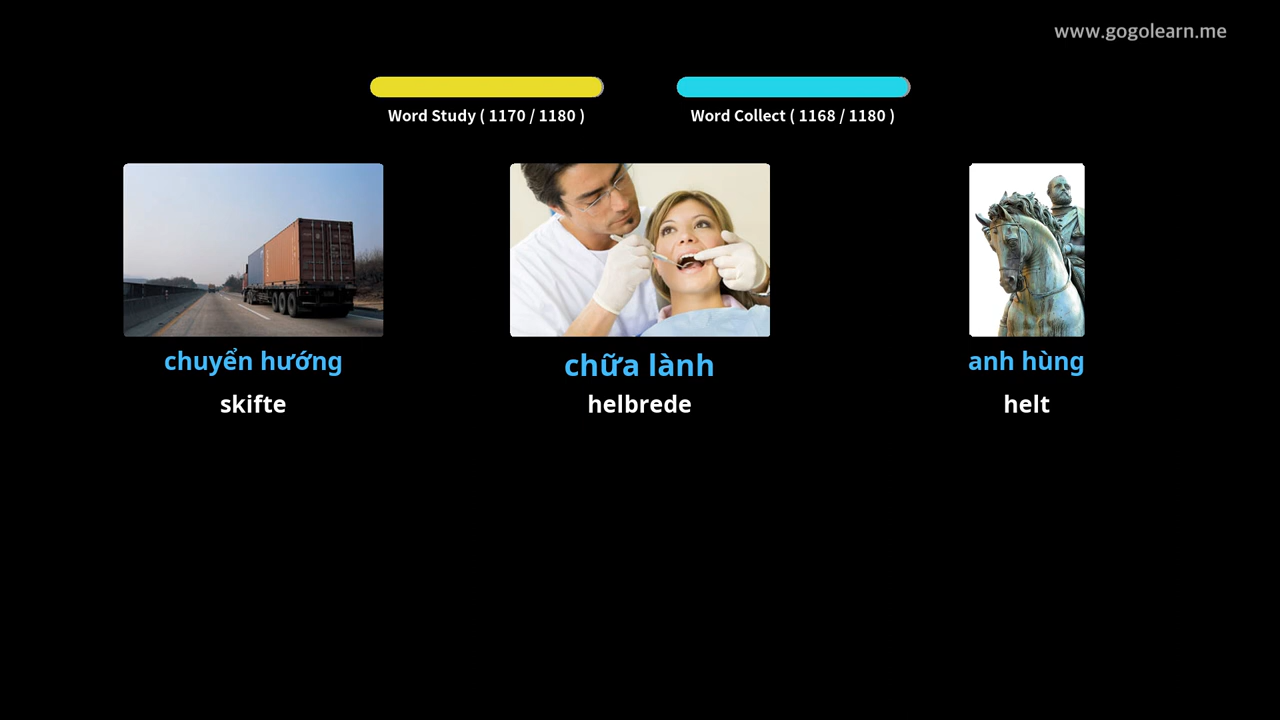 www.gogolearn.me
Word Study ( 1170 / 1180 )
Word Collect ( 1168 / 1180 )
chuyển hướng
chữa lành
anh hùng
skifte
helbrede
helt